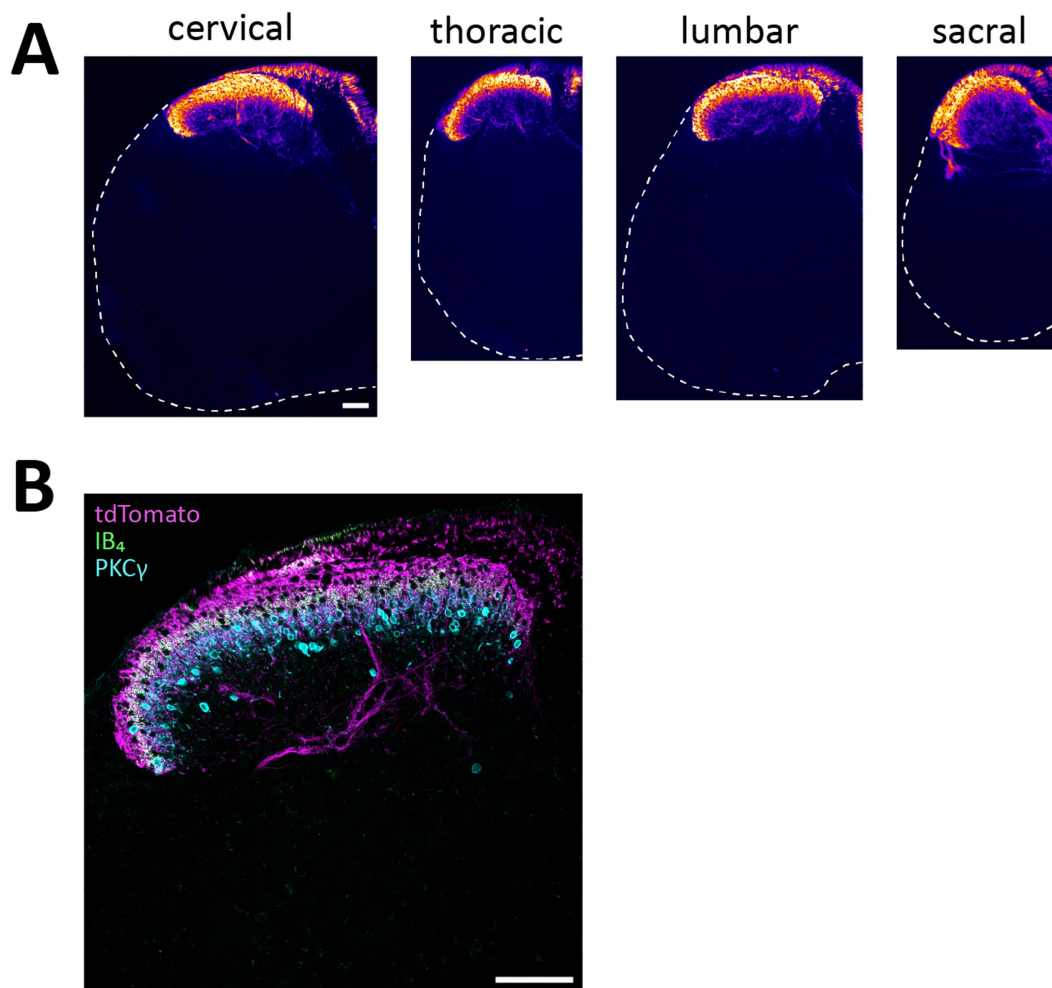 A
cervical
thoracic
lumbar
sacral
B
tdTomato
IB₄
PKCγ